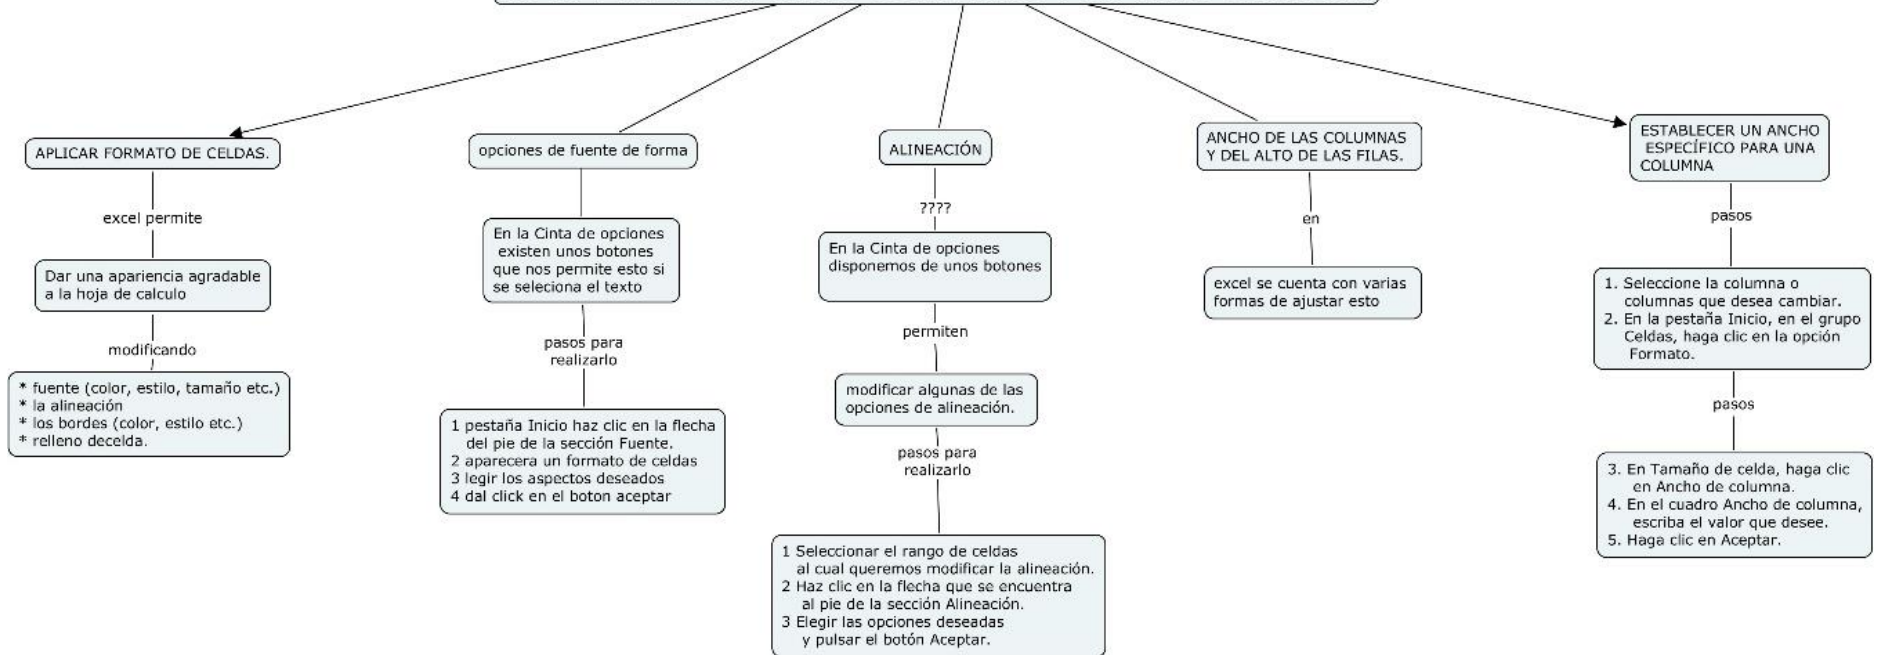 APLICAR FORMATO DE CELDAS.
excel permite
Dar una apariencia agradable
a la hoja de calculo
modificando
* fuente (color, estilo, tamaño etc.)
* la alineación
* los bordes (color, estilo etc.)
* relleno decelda.
opciones de fuente de forma
En la Cinta de opciones
existen unos botones
que nos permite esto si
se seleciona el texto
pasos para
realizarlo
1 pestaña Inicio haz clic en la flecha
del pie de la sección Fuente.
2 aparecera un formato de celdas
3 legir los aspectos deseados
4 dal click en el boton aceptar
ALINEACIÓN
????
En la Cinta de opciones
disponemos de unos botones
permiten
modificar algunas de las
opciones de alineación.
pasos para
realizarlo
1 Seleccionar el rango de celdas
al cual queremos modificar la alineación.
2 Haz clic en la flecha que se encuentra
al pie de la sección Alineación.
3 Elegir las opciones deseadas
y pulsar el botón Aceptar.
ANCHO DE LAS COLUMNAS
Y DEL ALTO DE LAS FILAS.
en
excel se cuenta con varias
formas de ajustar esto
ESTABLECER UN ANCHO
ESPECÍFICO PARA UNA
COLUMNA
pasos
1. Seleccione la columna o
columnas que desea cambiar.
2. En la pestaña Inicio, en el grupo
Celdas, haga clic en la opción
Formato.
pasos
3. En Tamaño de celda, haga clic
en Ancho de columna.
4. En el cuadro Ancho de columna,
escriba el valor que desee.
5. Haga clic en Aceptar.